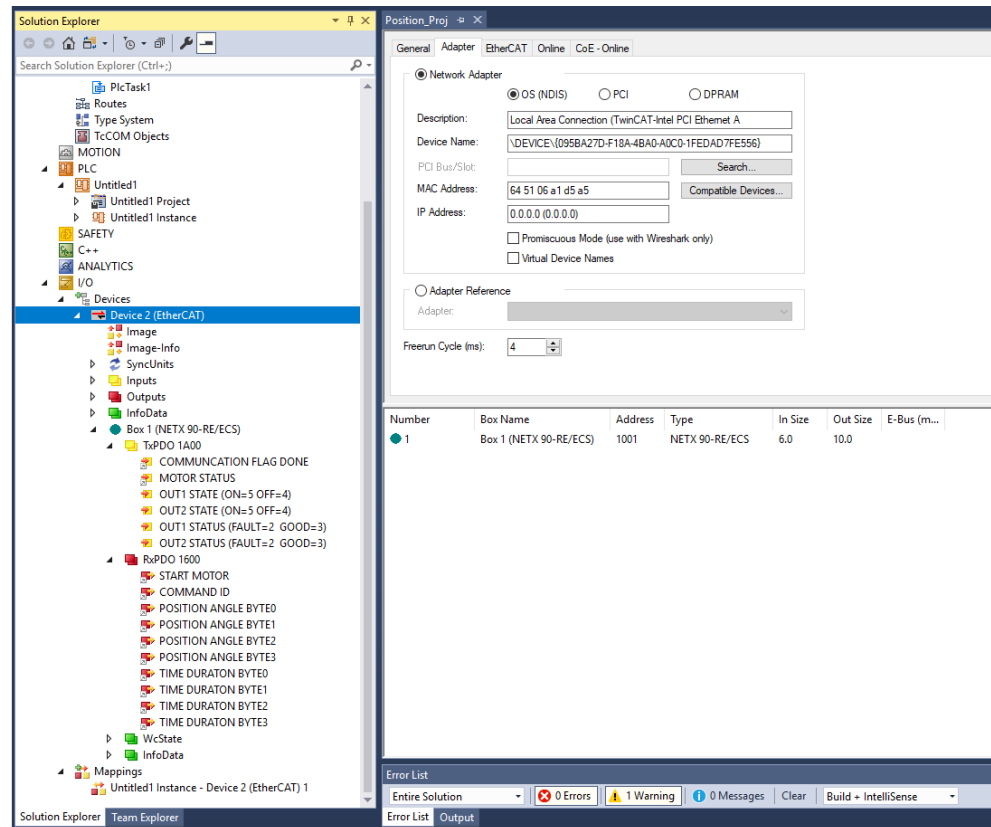 Solution Explorer
Search Solution Explorer (Ctrl+;)
PlcTask1
Routes
Type System
TcCOM Objects
MOTION
PLC
Untitled1
Untitled1 Project
Untitled1 Instance
SAFETY
C++
ANALYTICS
I/O
Devices
Device 2 (EtherCAT)
Image
Image-Info
SyncUnits
Inputs
Outputs
InfoData
Box 1 (NETX 90-RE/ECS)
TxPDO 1A00
COMMUNCATION FLAG DONE
MOTOR STATUS
OUT1 STATE (ON=5 OFF=4)
OUT2 STATE (ON=5 OFF=4)
OUT1 STATUS (FAULT=2 GOOD=3)
OUT2 STATUS (FAULT=2 GOOD=3)
RxPDO 1600
START MOTOR
COMMAND ID
POSITION ANGLE BYTE0
POSITION ANGLE BYTE1
POSITION ANGLE BYTE2
POSITION ANGLE BYTE3
TIME DURATON BYTE0
TIME DURATON BYTE1
TIME DURATON BYTE2
TIME DURATON BYTE3
WcState
InfoData
Mappings
Untitled1 Instance - Device 2 (EtherCAT) 1
Solution Explorer Team Explorer
Position_Proj
General Adapter EtherCAT Online CoE - Online
Network Adapter
OS (NDIS) PCI DPRAM
Description: Local Area Connection (TwinCAT-Intel PCI Ethernet A
Device Name: \DEVICE\{095BA27D-F18A-4BA0-A0C0-1FEDAD7FE556}
PCI Bus/Slot: Search...
MAC Address: 64 51 06 a1 d5 a5 Compatible Devices...
IP Address: 0.0.0.0 (0.0.0.0)
Promiscuous Mode (use with Wireshark only)
Virtual Device Names
Adapter Reference
Adapter:
Freerun Cycle (ms): 4
Number Box Name Address Type In Size Out Size E-Bus (m...
1 Box 1 (NETX 90-RE/ECS) 1001 NETX 90-RE/ECS 6.0 10.0
Error List
Entire Solution 0 Errors 1 Warning 0 Messages Clear Build + IntelliSense
Error List Output